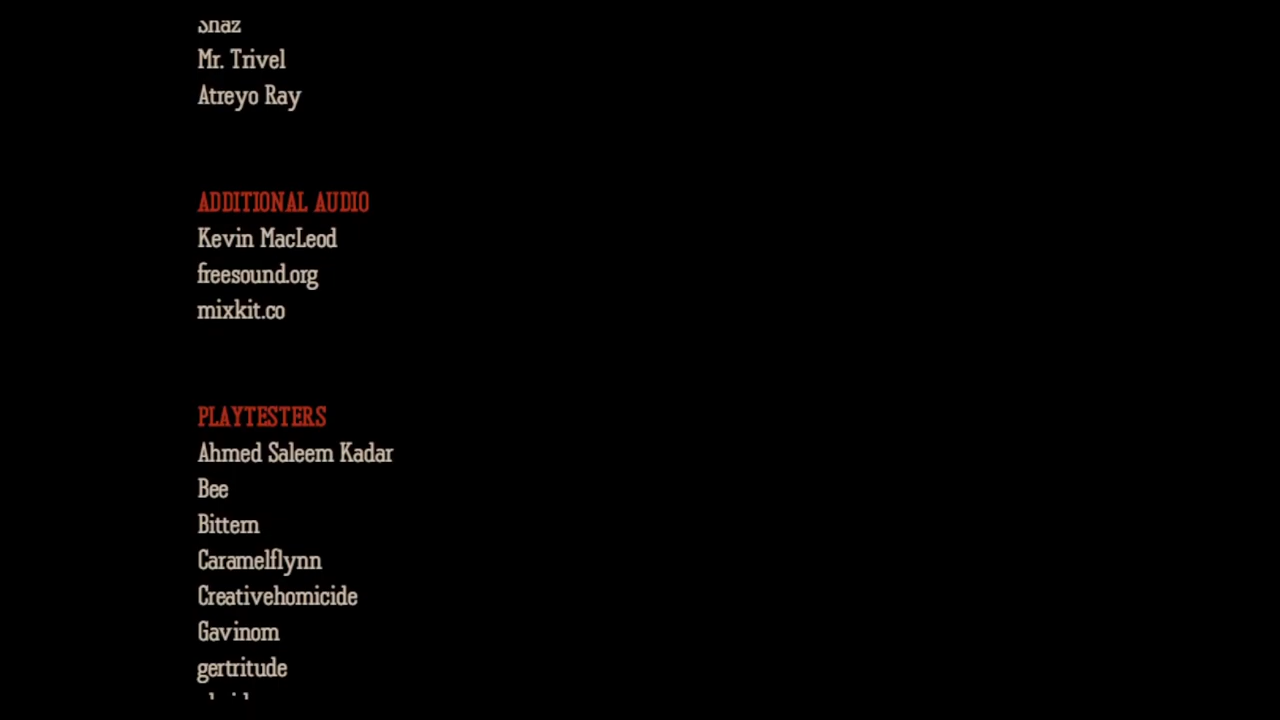 Mr. Trivel
Atreyo Ray
ADDITIONAL AUDIO
Kevin MacLeod
freesound.org
mixkit.co
PLAYTESTERS
Ahmed Saleem Kadar
Bee
Bittern
Caramelflynn
Creativehomicide
Gavinom
gertritude